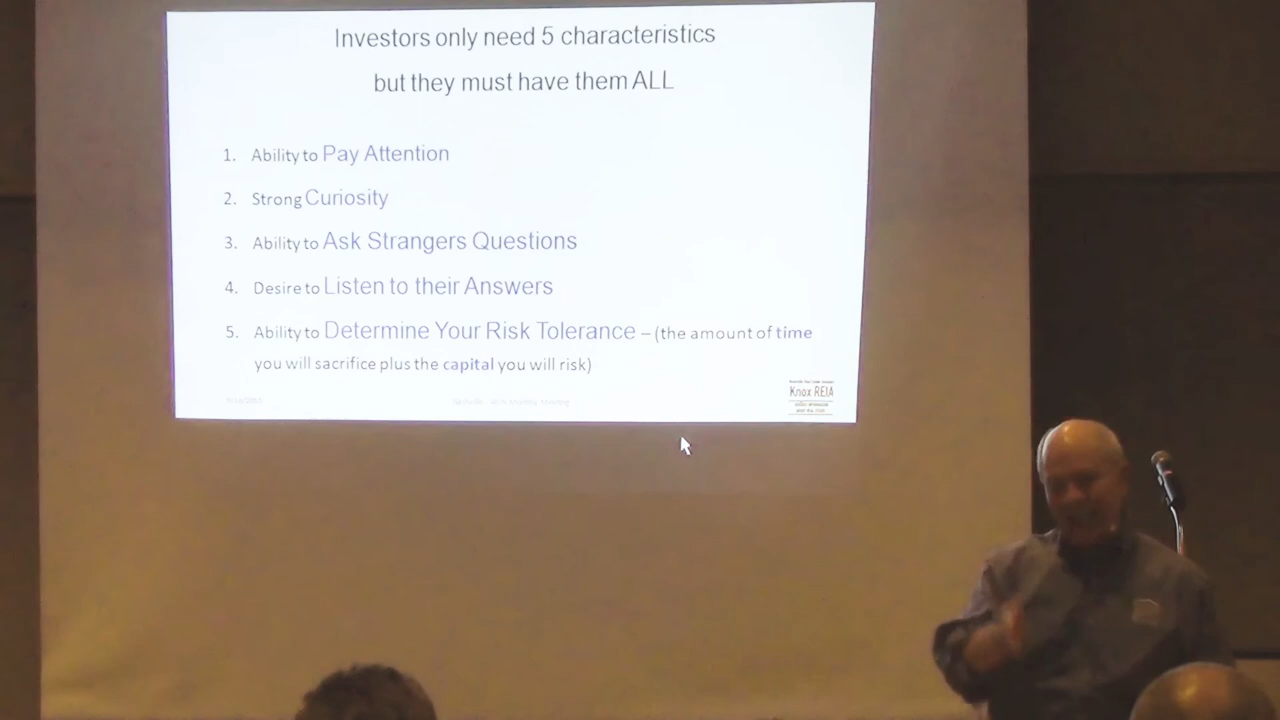 Investors only need 5 characteristics
but they must have them ALL
1. Ability to Pay Attention
2. Strong Curiosity
3. Ability to Ask Strangers Questions
4. Desire to Listen to their Answers
5. Ability to Determine Your Risk Tolerance – (the amount of time
you will sacrifice plus the capital you will risk)
Monthly Meeting
Knox REIA